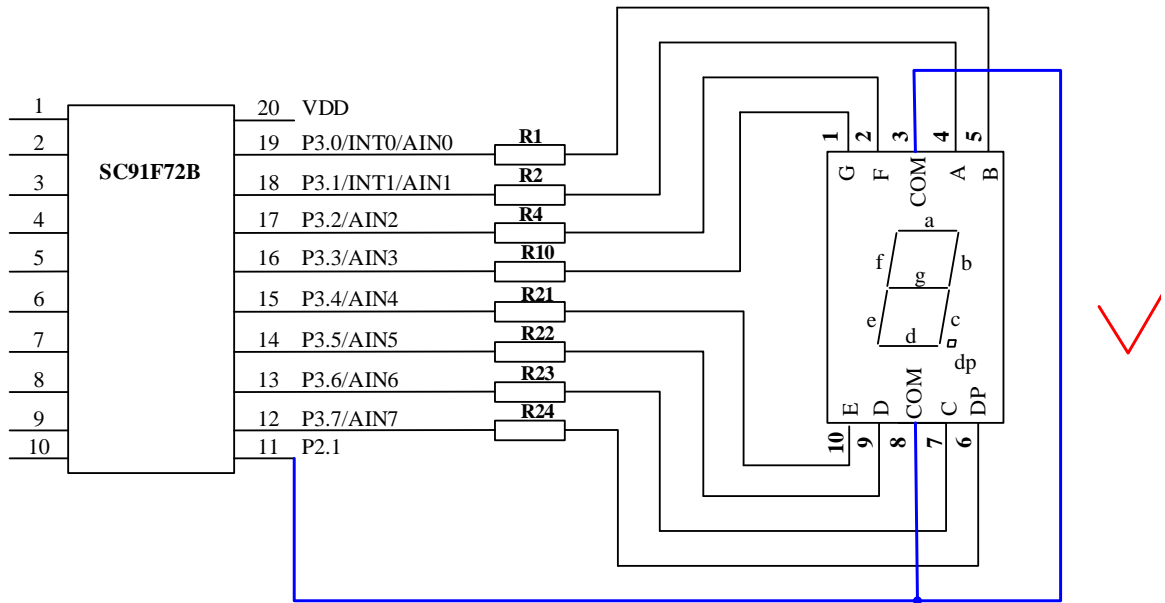 SC91F72B
1
2
3
4
5
6
7
8
9
10
20 VDD
19 P3.0/INT0/AIN0
18 P3.1/INT1/AIN1
17 P3.2/AIN2
16 P3.3/AIN3
15 P3.4/AIN4
14 P3.5/AIN5
13 P3.6/AIN6
12 P3.7/AIN7
11 P2.1
R1
R2
R4
R10
R21
R22
R23
R24
1 2 3 4 5
G F COM A B
a
f b
g
e c
d
dp
E D COM C DP
10 9 8 7 6